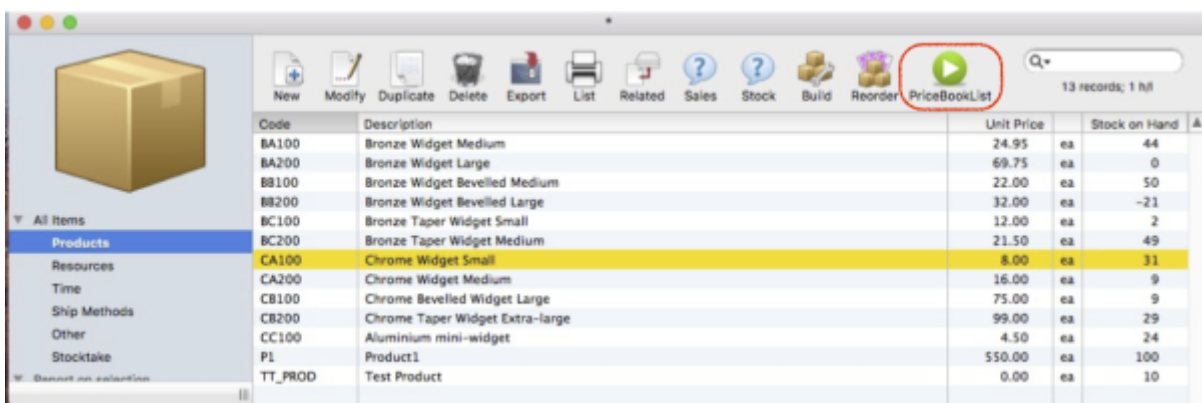 New Modify Duplicate Delete Export List Related Sales Stock Build Reorder PriceBookList
13 records; 1 h/l
Code Description Unit Price Stock on Hand
BA100 Bronze Widget Medium 24.95 ea 44
BA200 Bronze Widget Large 69.75 ea 0
BB100 Bronze Widget Bevelled Medium 22.00 ea 50
BB200 Bronze Widget Bevelled Large 32.00 ea -21
BC100 Bronze Taper Widget Small 12.00 ea 2
BC200 Bronze Taper Widget Medium 21.50 ea 49
CA100 Chrome Widget Small 8.00 ea 31
CA200 Chrome Widget Medium 16.00 ea 9
CB100 Chrome Bevelled Widget Large 75.00 ea 9
CB200 Chrome Taper Widget Extra-large 99.00 ea 29
CC100 Aluminium mini-widget 4.50 ea 24
P1 Product1 550.00 ea 100
TT_PROD Test Product 0.00 ea 10
All Items
Products
Resources
Time
Ship Methods
Other
Stocktake
Report on selection